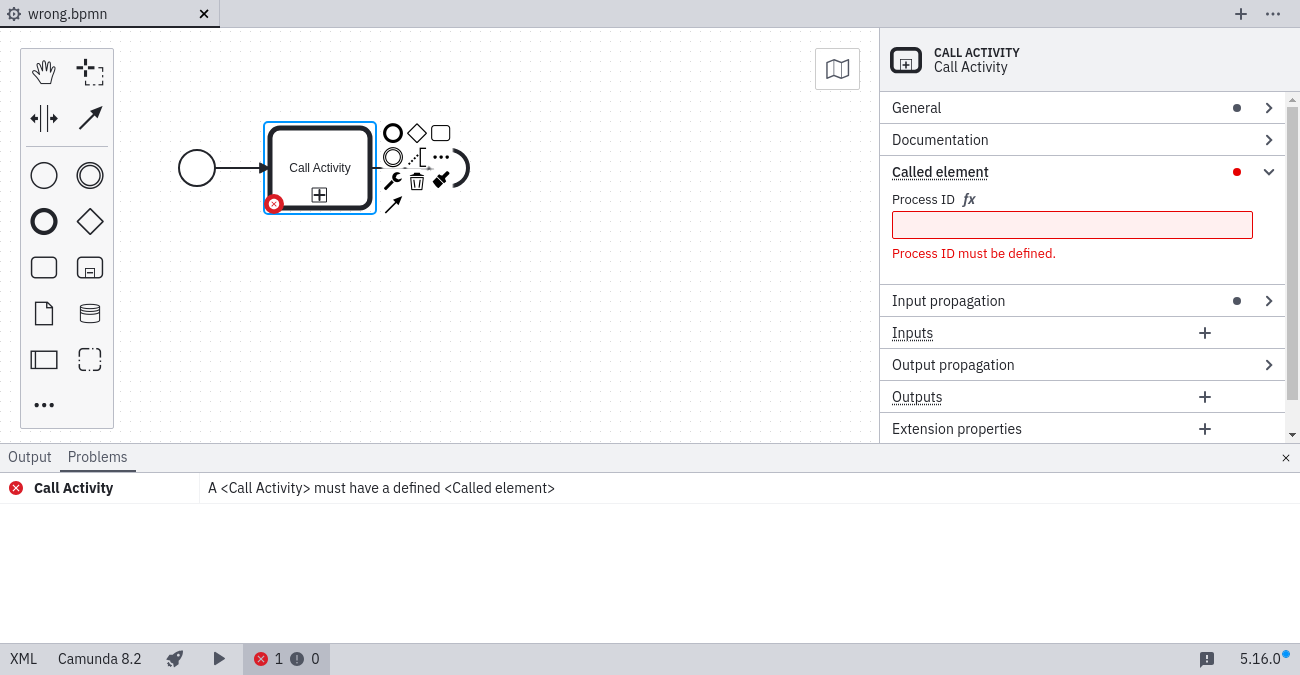 wrong.bpmn
CALL ACTIVITY
Call Activity
General
Documentation
Called element
Process ID fx
Process ID must be defined.
Input propagation
Inputs
Output propagation
Outputs
Extension properties
Call Activity
Output Problems
Call Activity A <Call Activity> must have a defined <Called element>
XML Camunda 8.2 1 0 5.16.0